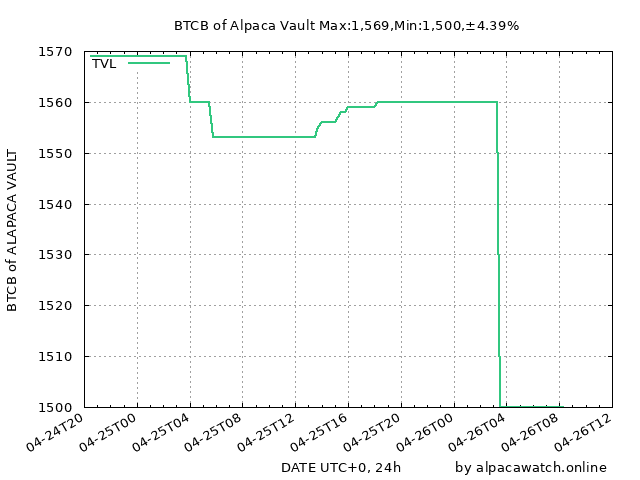 BTCB of Alpaca Vault Max:1,569,Min:1,500,±4.39%
TVL
1570
1560
1550
1540
1530
1520
1510
1500
BTCB of ALAPACA VAULT
04-24T20
04-25T00
04-25T04
04-25T08
04-25T12
04-25T16
04-25T20
04-26T00
04-26T04
04-26T08
04-26T12
DATE UTC+0, 24h
by alpacawatch.online